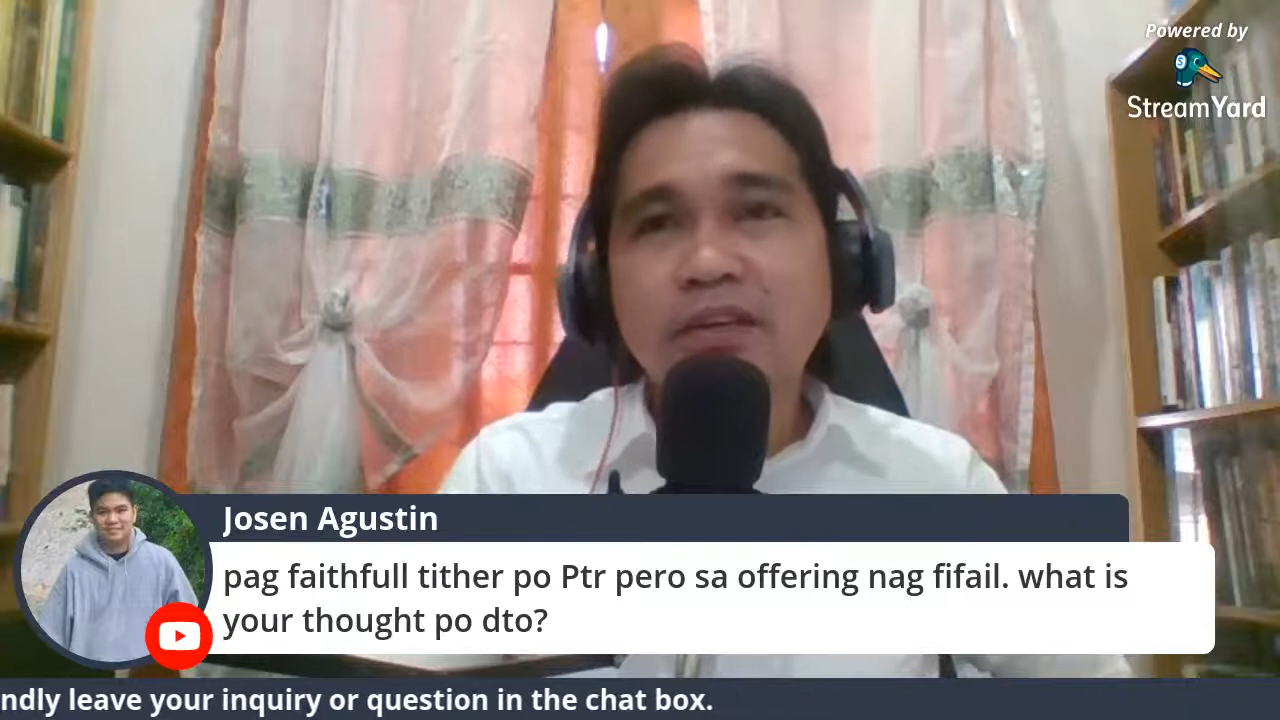 Powered by
StreamYard
Josen Agustin
pag faithfull tither po Ptr pero sa offering nag fifail. what is
your thought po dto?
ndly leave your inquiry or question in the chat box.